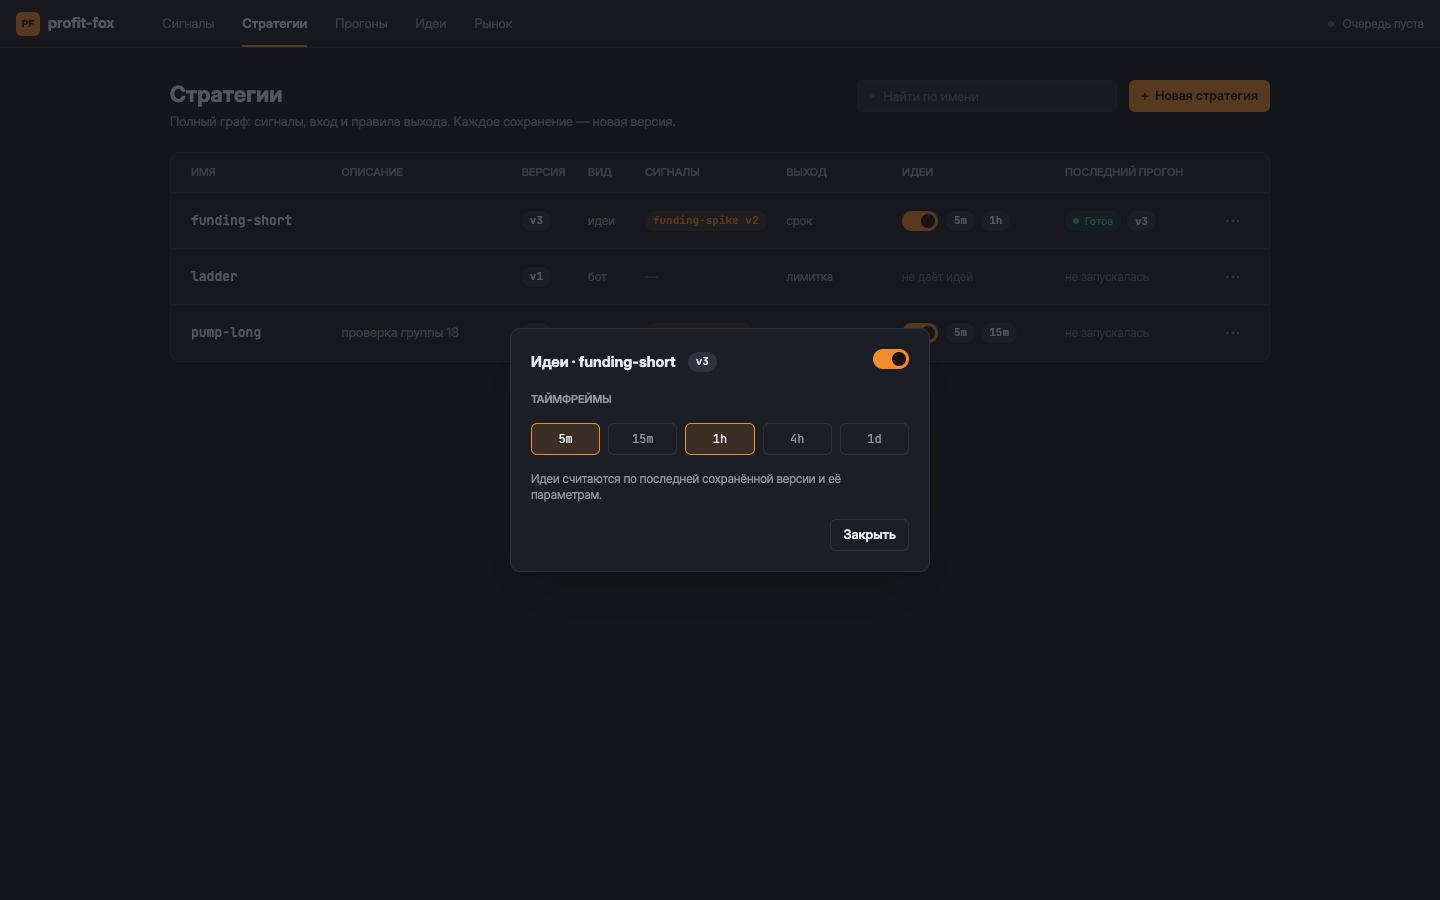 PF profit-fox Сигналы Стратегии Прогоны Идеи Рынок Очередь пуста
Стратегии
Найти по имени
+ Новая стратегия
Полный граф: сигналы, вход и правила выхода. Каждое сохранение — новая версия.
ИМЯ ОПИСАНИЕ ВЕРСИЯ ВИД СИГНАЛЫ ВЫХОД ИДЕИ ПОСЛЕДНИЙ ПРОГОН
funding-short v3 идеи funding-spike v2 срок 5m 1h Готов v3 ···
ladder v1 бот — лимитка не даёт идей не запускалась ···
pump-long проверка группы 18 5m 15m не запускалась ···
Идеи · funding-short v3
ТАЙМФРЕЙМЫ
5m 15m 1h 4h 1d
Идеи считаются по последней сохранённой версии и её
параметрам.
Закрыть